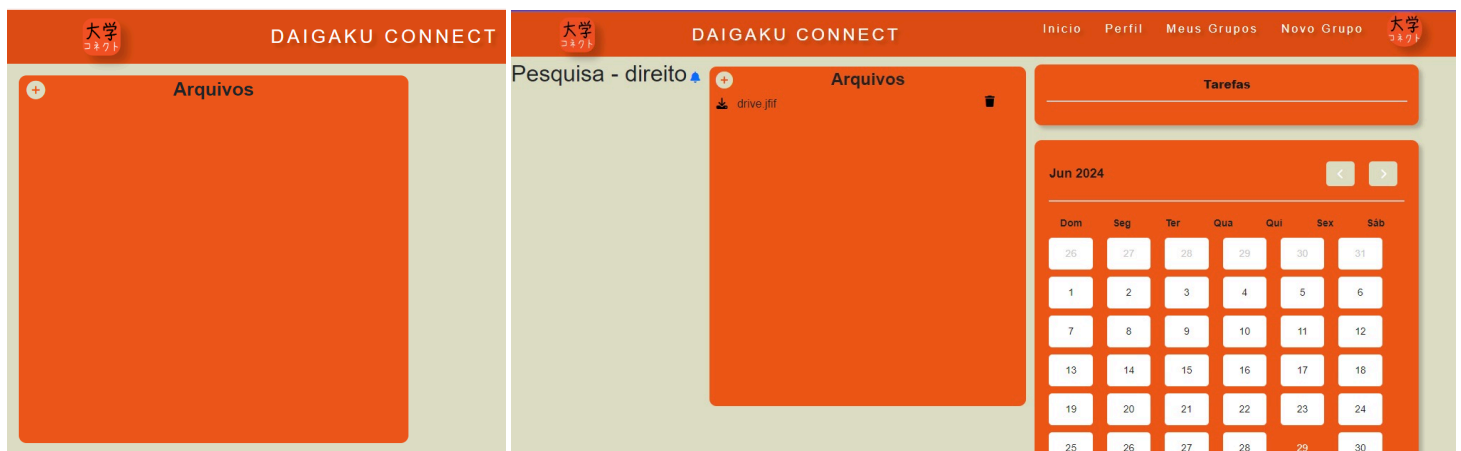 大学
コネクト
DAIGAKU CONNECT
Arquivos
大学
コネクト
DAIGAKU CONNECT
Inicio Perfil Meus Grupos Novo Grupo
大学
コネクト
Pesquisa - direito
Arquivos
drive.jfif
Tarefas
Jun 2024
Dom Seg Ter Qua Qui Sex Sáb
26 27 28 29 30 31
1 2 3 4 5 6
7 8 9 10 11 12
13 14 15 16 17 18
19 20 21 22 23 24
25 26 27 28 29 30